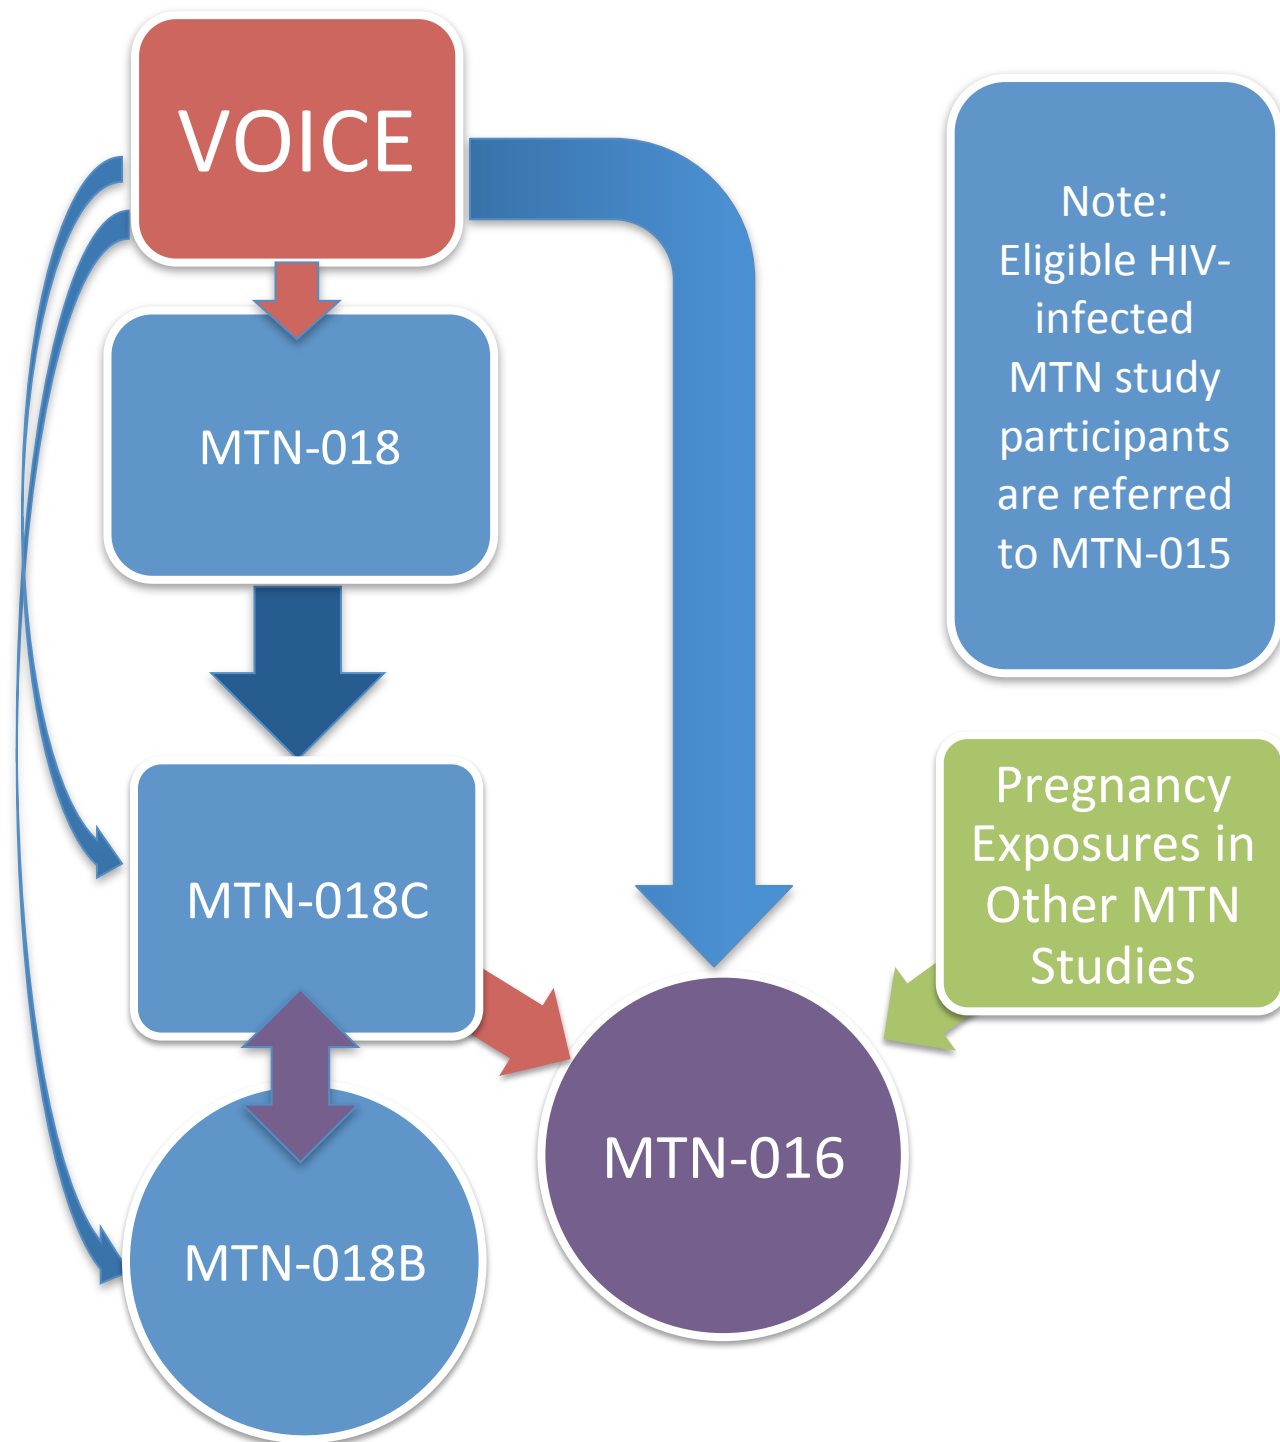 VOICE
MTN-018
MTN-018C
MTN-018B
MTN-016
Note:
Eligible HIV-
infected
MTN study
participants
are referred
to MTN-015
Pregnancy
Exposures in
Other MTN
Studies